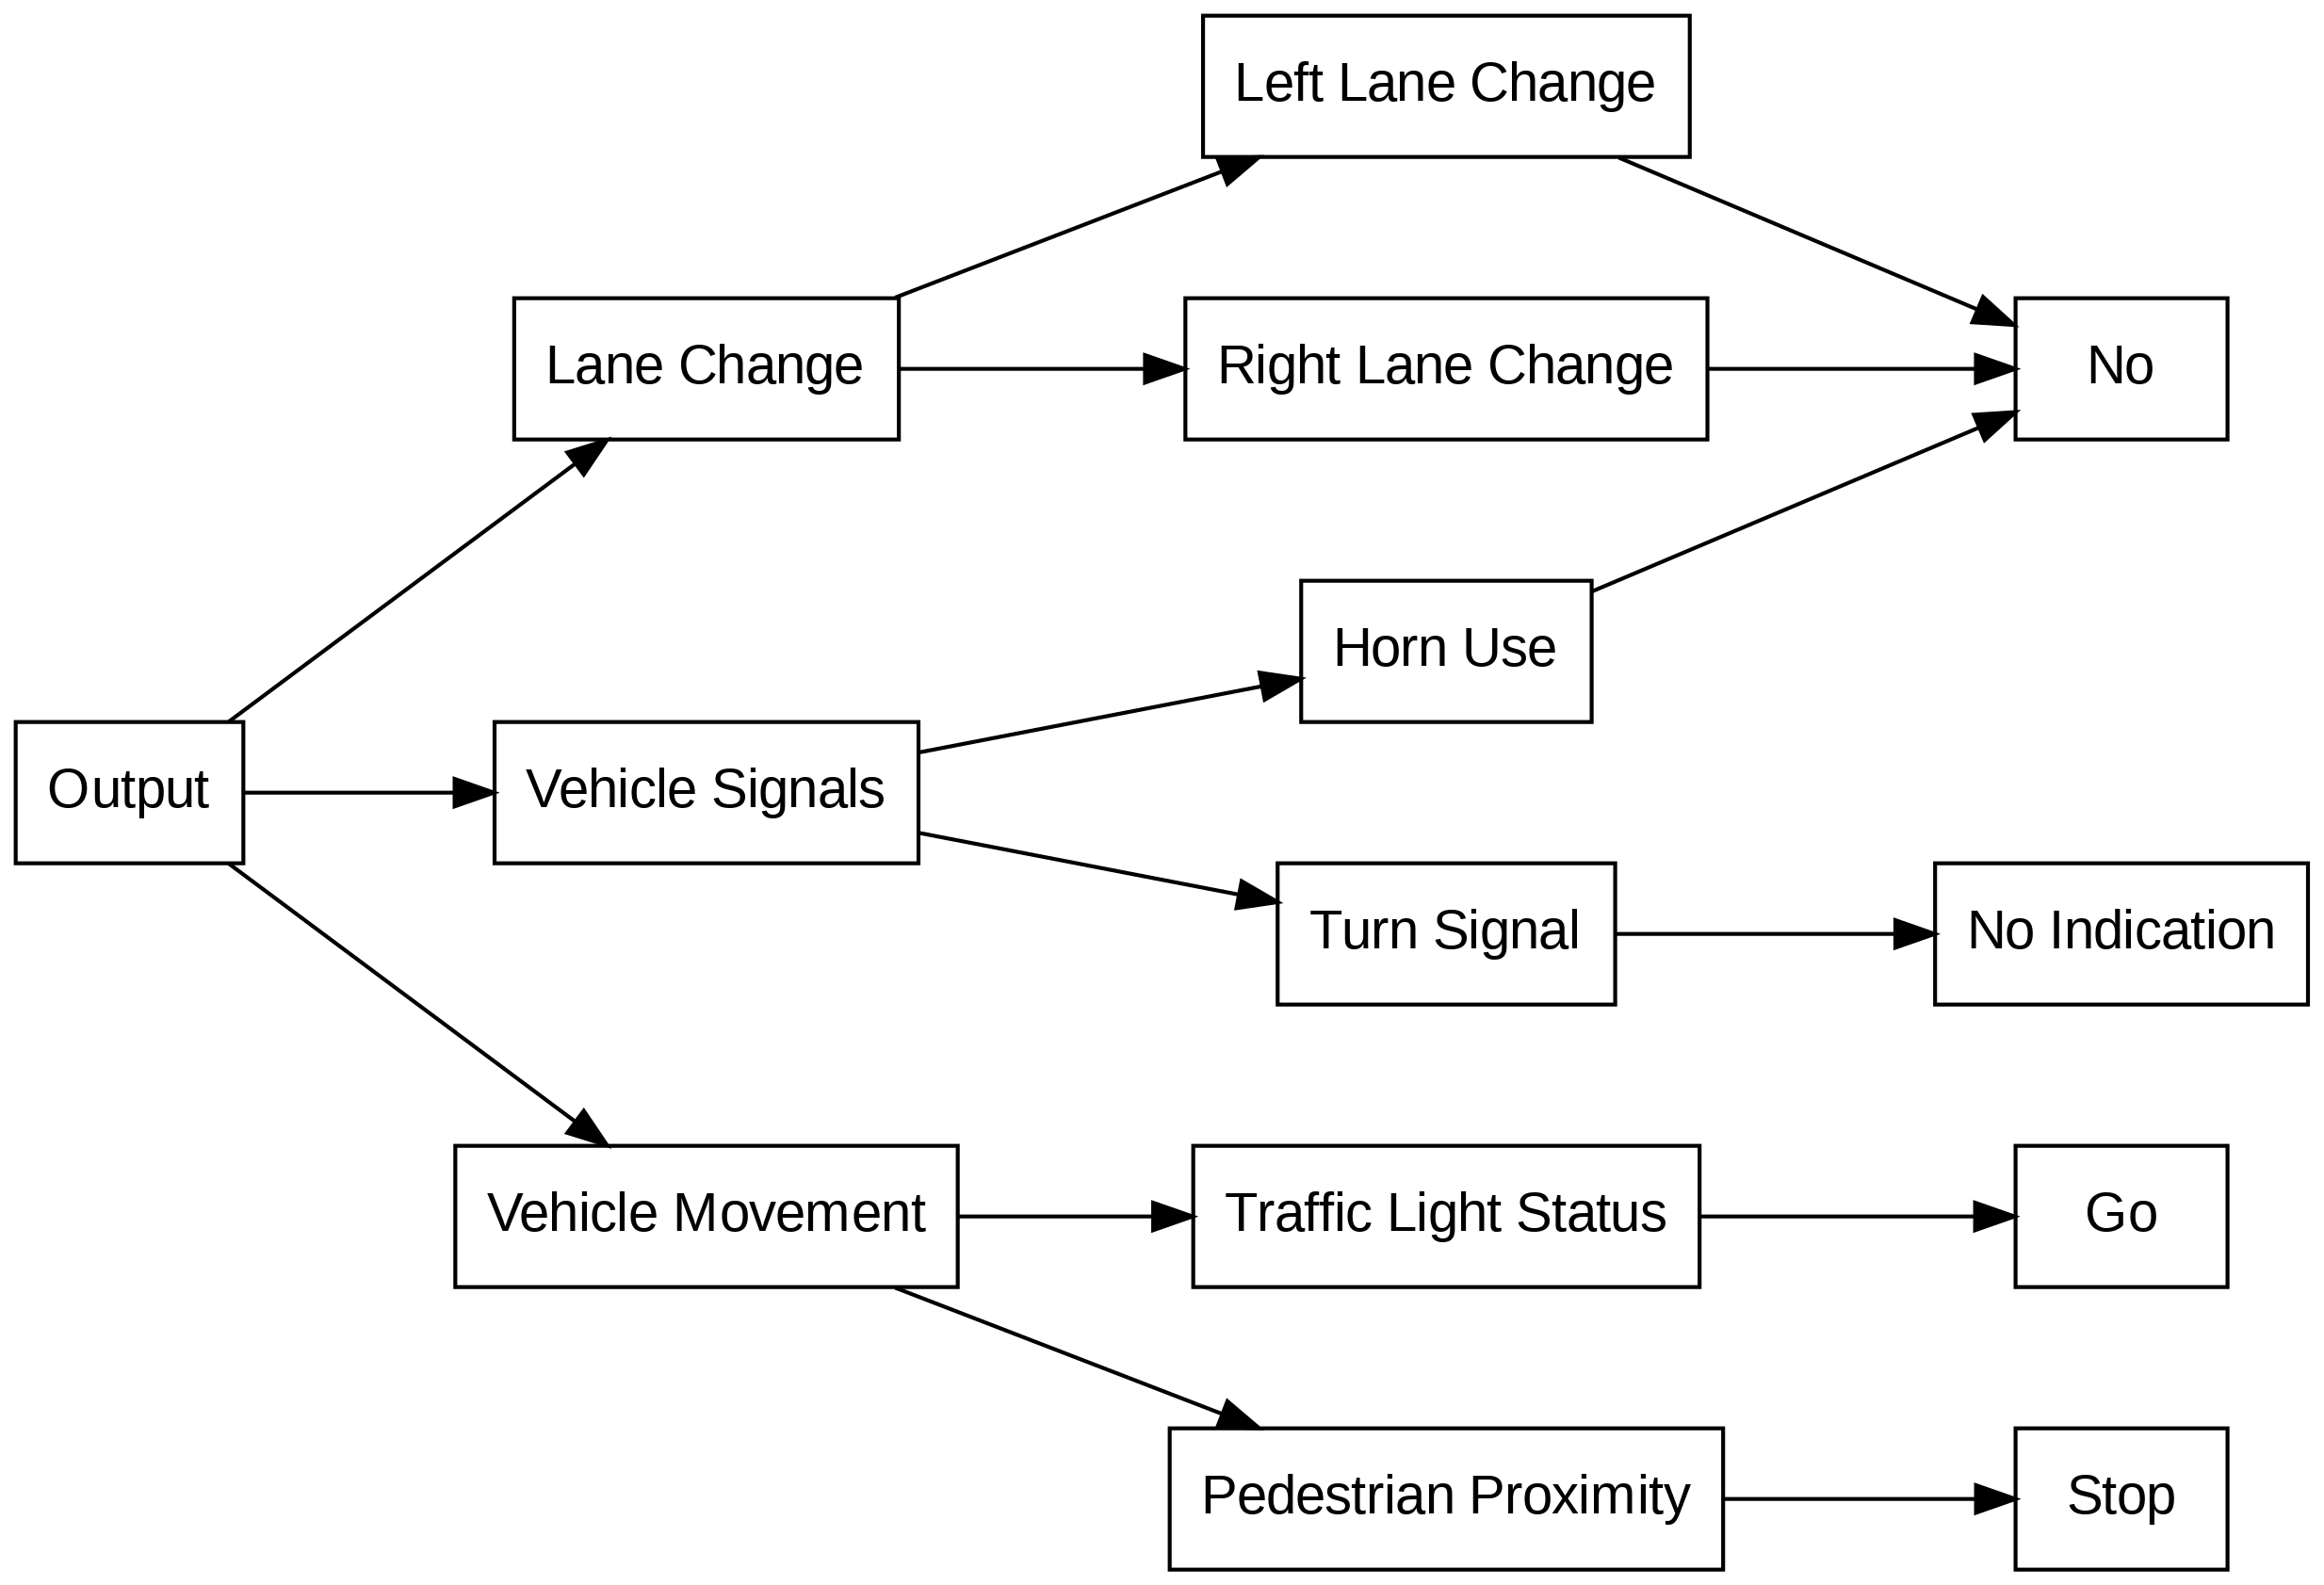 Left Lane Change
Lane Change
Right Lane Change
No
Horn Use
Output
Vehicle Signals
Turn Signal
No Indication
Vehicle Movement
Traffic Light Status
Go
Pedestrian Proximity
Stop